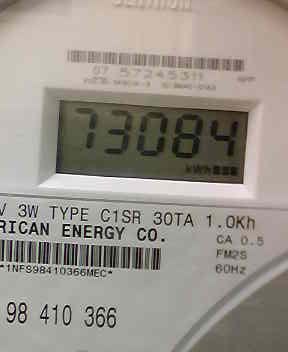 07 57245311
73084
kWh
V 3W TYPE C1SR 30TA 1.0Kh
RICAN ENERGY CO.
CA 0.5
*1NFS98410366MEC*
FM2S
60Hz
98 410 366